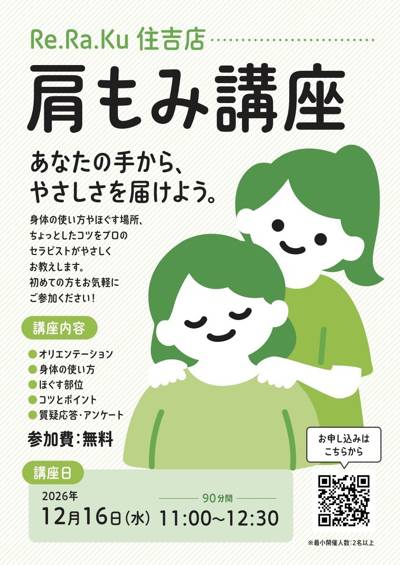 Re.Ra.Ku 住吉店
肩もみ講座
あなたの手から、
やさしさを届けよう。
身体の使い方やほぐす場所、
ちょっとしたコツをプロの
セラピストがやさしく
お教えします。
初めての方もお気軽に
ご参加ください！
講座内容
●オリエンテーション
●身体の使い方
●ほぐす部位
●コツとポイント
●質疑応答・アンケート
参加費：無料
お申し込みは
こちらから
講座日
2026年
12月16日（水）
90分間
11:00〜12:30
※最小開催人数：2名以上